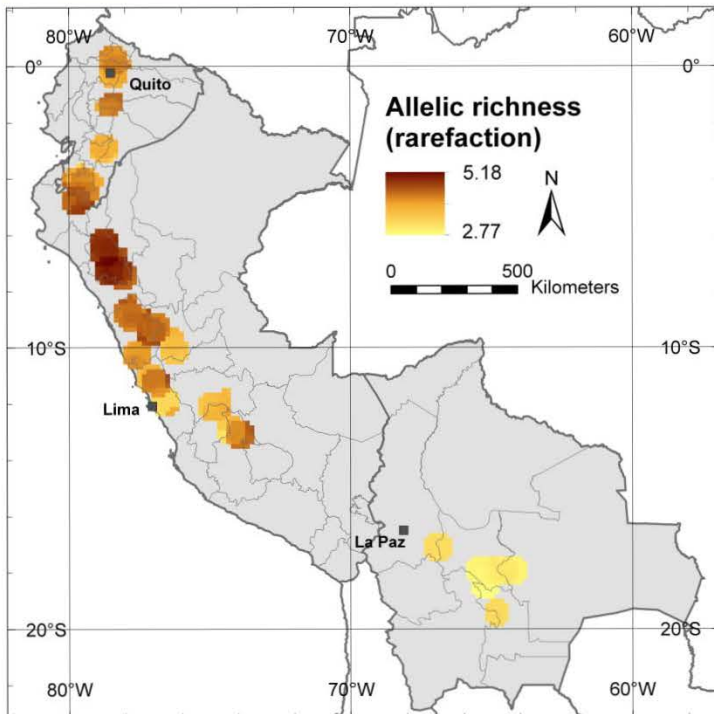 80°W
70°W
60°W
0°
0°
Quito
Allelic richness
(rarefaction)
5.18
2.77
N
0
500
Kilometers
10°S
10°S
Lima
La Paz
20°S
20°S
80°W
70°W
60°W